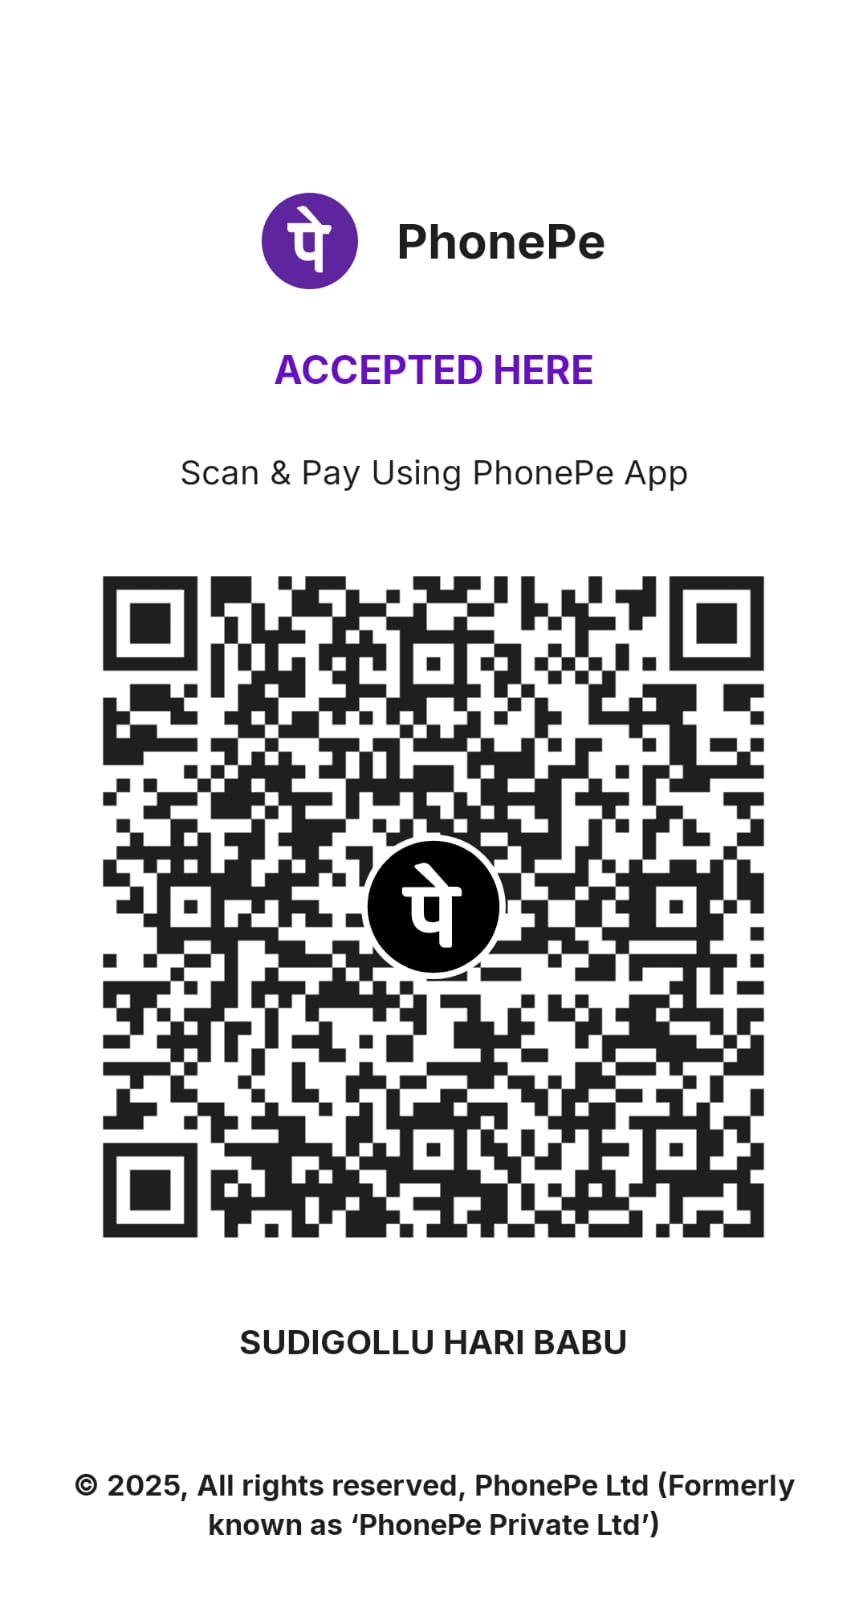 पे PhonePe
ACCEPTED HERE
Scan & Pay Using PhonePe App
पे
SUDIGOLLU HARI BABU
© 2025, All rights reserved, PhonePe Ltd (Formerly
known as ‘PhonePe Private Ltd’)